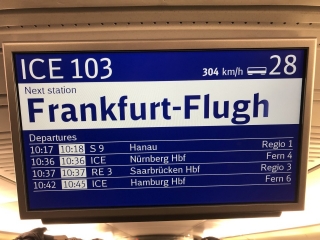 ICE 103 304 km/h 28
Next station
Frankfurt-Flugh
Departures
10:17 10:18 S 9 Hanau Regio 1
10:36 10:36 ICE Nürnberg Hbf Fern 4
10:37 10:37 RE 3 Saarbrücken Hbf Regio 3
10:42 10:45 ICE Hamburg Hbf Fern 6